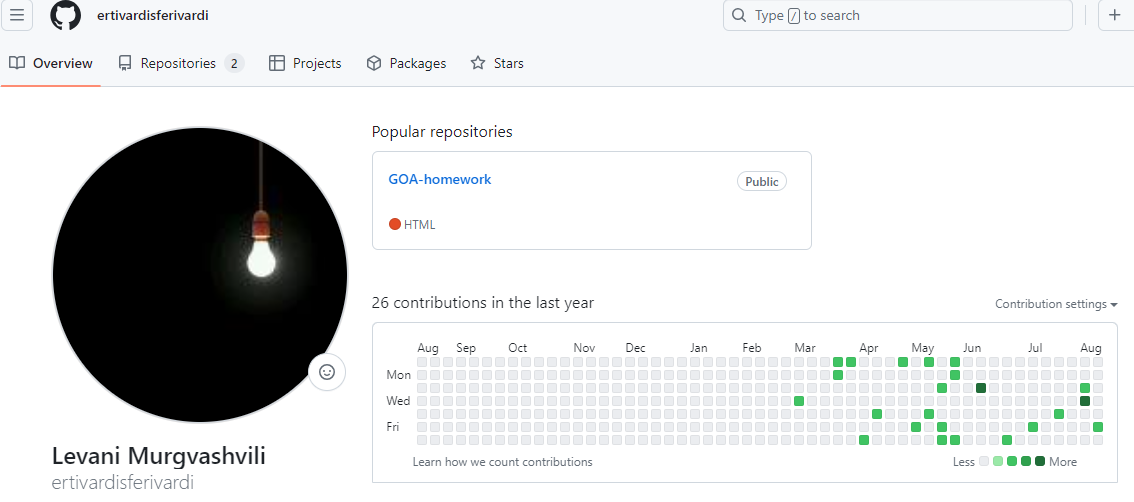 ertivardisferivardi
Type / to search
Overview
Repositories 2
Projects
Packages
Stars
Popular repositories
GOA-homework
Public
HTML
26 contributions in the last year
Contribution settings
Aug Sep Oct Nov Dec Jan Feb Mar Apr May Jun Jul Aug
Mon
Wed
Fri
Learn how we count contributions
Less More
Levani Murgvashvili
ertivardisferivardi